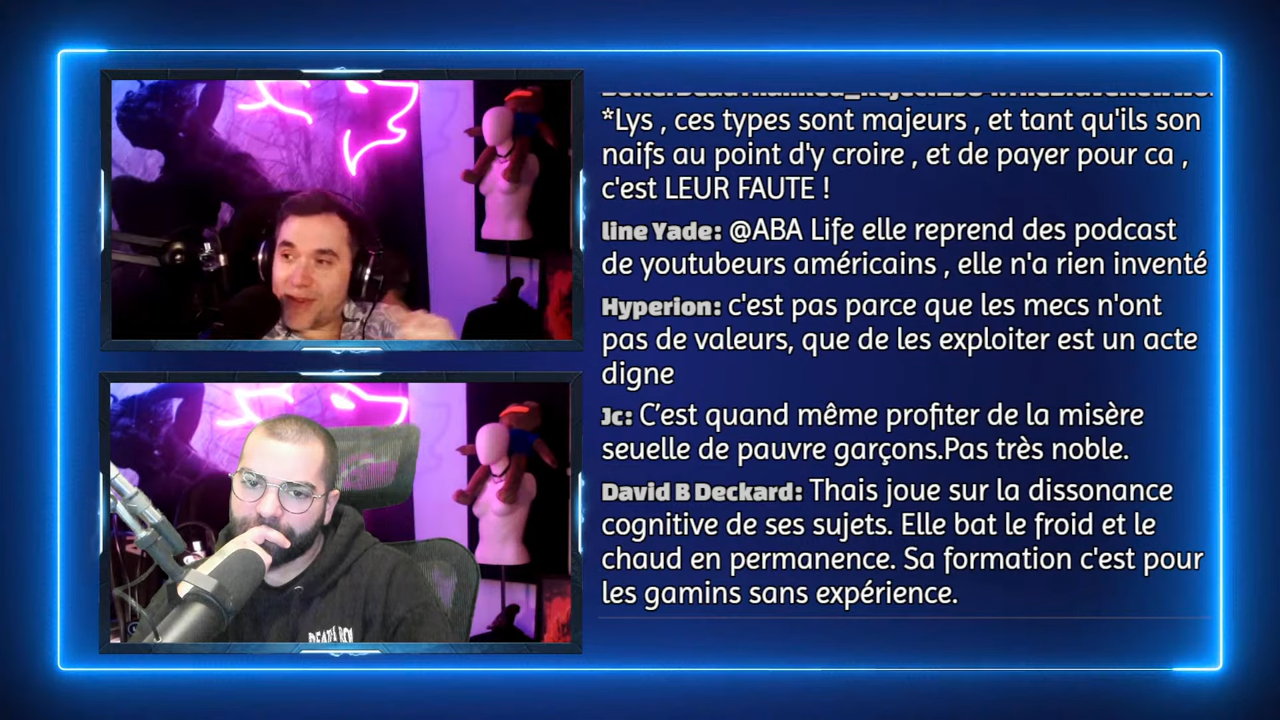 *Lys , ces types sont majeurs , et tant qu'ils son
naifs au point d'y croire , et de payer pour ca ,
c'est LEUR FAUTE !
line Yade: @ABA Life elle reprend des podcast
de youtubeurs américains , elle n'a rien inventé
Hyperion: c'est pas parce que les mecs n'ont
pas de valeurs, que de les exploiter est un acte
digne
Jc: C’est quand même profiter de la misère
seuelle de pauvre garçons.Pas très noble.
David B Deckard: Thais joue sur la dissonance
cognitive de ses sujets. Elle bat le froid et le
chaud en permanence. Sa formation c'est pour
les gamins sans expérience.